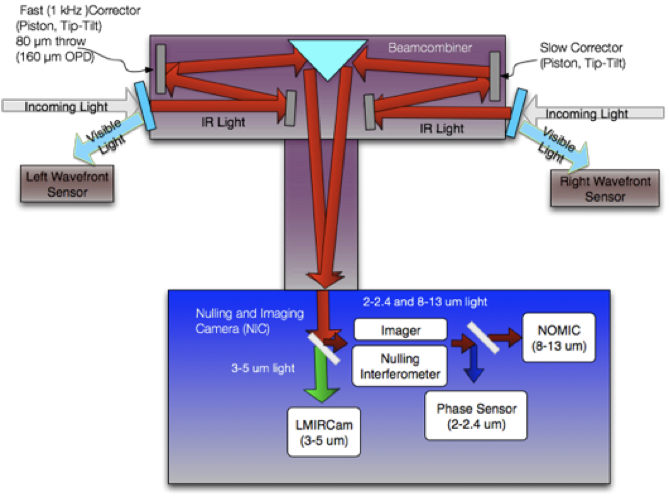 Fast (1 kHz )Corrector
(Piston, Tip-Tilt)
80 µm throw
(160 µm OPD)
Beamcombiner
Slow Corrector
(Piston, Tip-Tilt)
Incoming Light
IR Light
IR Light
Incoming Light
Visible
Light
Visible
Light
Left Wavefront
Sensor
Right Wavefront
Sensor
Nulling and Imaging
Camera (NIC)
2-2.4 and 8-13 um light
Imager
Nulling
Interferometer
NOMIC
(8-13 um)
3-5 um light
LMIRCam
(3-5 um)
Phase Sensor
(2-2.4 um)